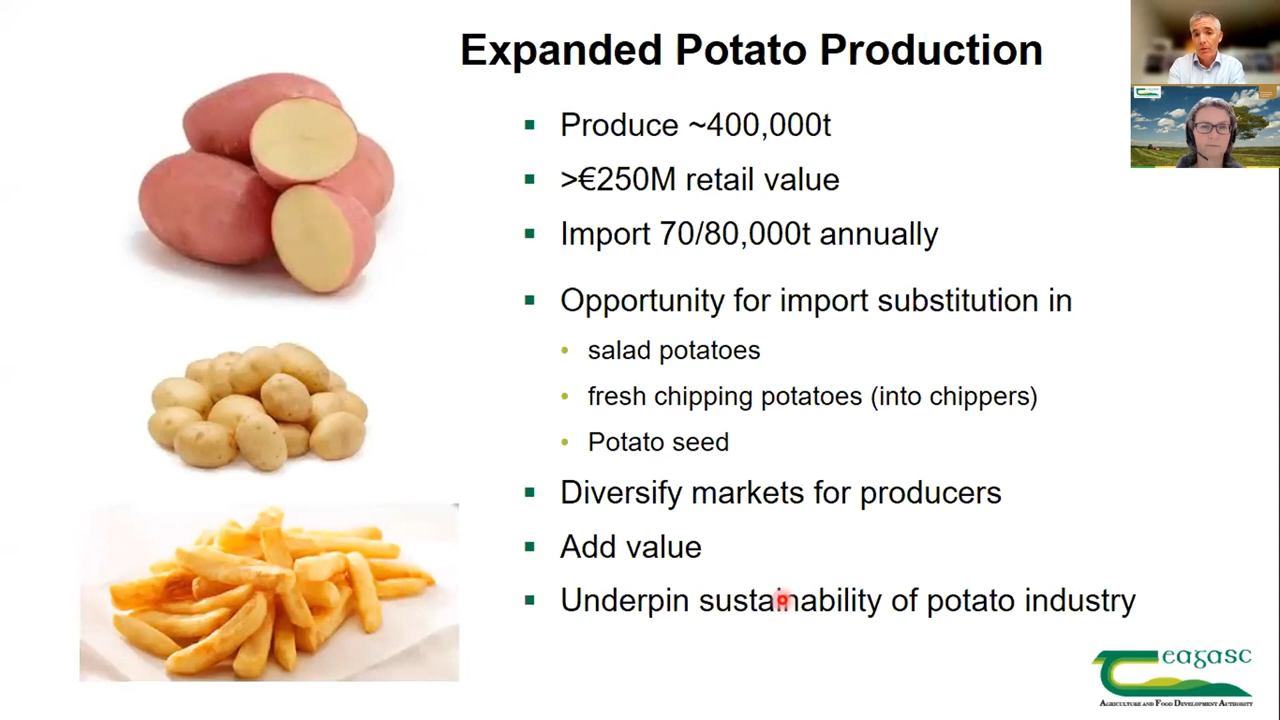 Expanded Potato Production
Produce ~400,000t
>€250M retail value
Import 70/80,000t annually
Opportunity for import substitution in
salad potatoes
fresh chipping potatoes (into chippers)
Potato seed
Diversify markets for producers
Add value
Underpin sustainability of potato industry
eagasc
AGRICULTURE AND FOOD DEVELOPMENT AUTHORITY